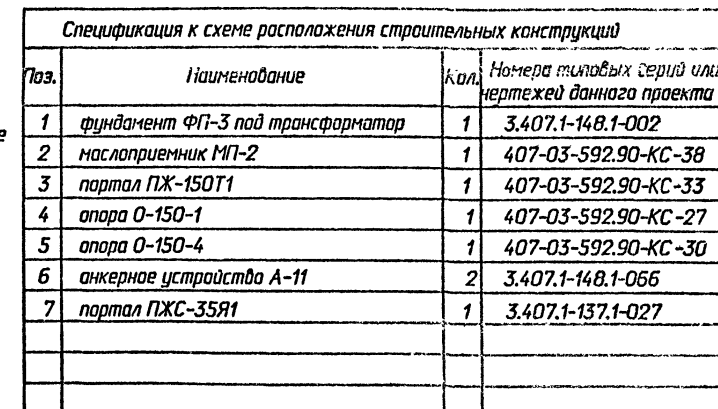 Спецификация к схеме расположения строительных конструкций
Поз. Наименование Кол. Номера типовых серий или чертежей данного проекта
1 фундамент ФП-3 под трансформатор 1 3.407.1-148.1-002
2 маслоприемник МП-2 1 407-03-592.90-КС-38
3 портал ПЖ-150Т1 1 407-03-592.90-КС-33
4 опора О-150-1 1 407-03-592.90-КС-27
5 опора О-150-4 1 407-03-592.90-КС-30
6 анкерное устройство А-11 2 3.407.1-148.1-066
7 портал ПЖС-35Я1 1 3.407.1-137.1-027